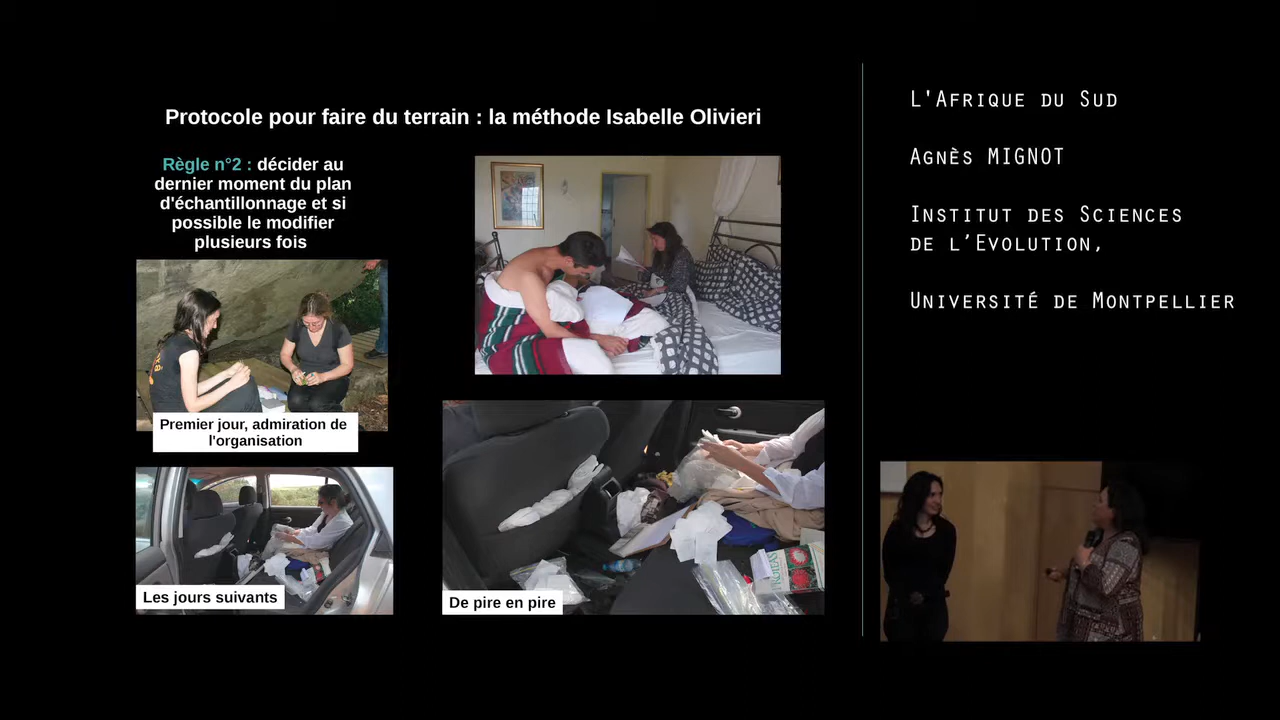 Protocole pour faire du terrain : la méthode Isabelle Olivieri
Règle n°2 : décider au
dernier moment du plan
d'échantillonnage et si
possible le modifier
plusieurs fois
Premier jour, admiration de
l'organisation
Les jours suivants
De pire en pire
PROTEAS
L'Afrique du Sud
Agnès MIGNOT
Institut des Sciences
de l’Evolution,
Université de Montpellier